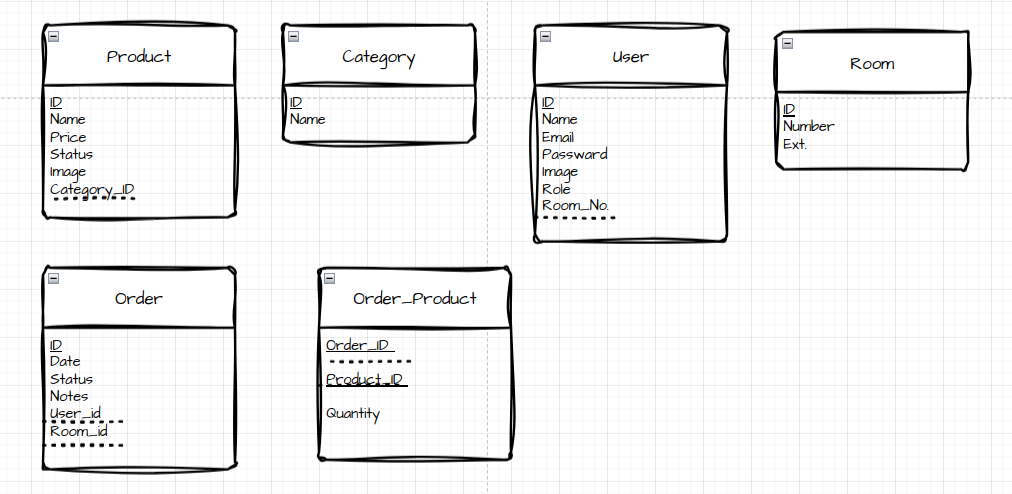 Product
ID
Name
Price
Status
Image
Category_ID
Category
ID
Name
User
ID
Name
Email
Passward
Image
Role
Room_No.
Room
ID
Number
Ext.
Order
ID
Date
Status
Notes
User_id
Room_id
Order_Product
Order_ID
Product_ID
Quantity